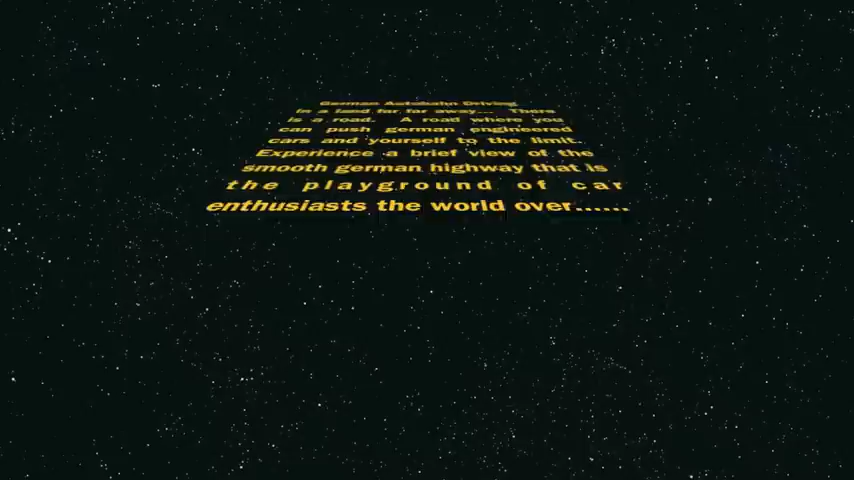 German Autobahn Driving
In a land far, far away.... There
is a road. A road where you
can push german engineered
cars and yourself to the limit.
Experience a brief view of the
smooth german highway that is
the playground of car
enthusiasts the world over......